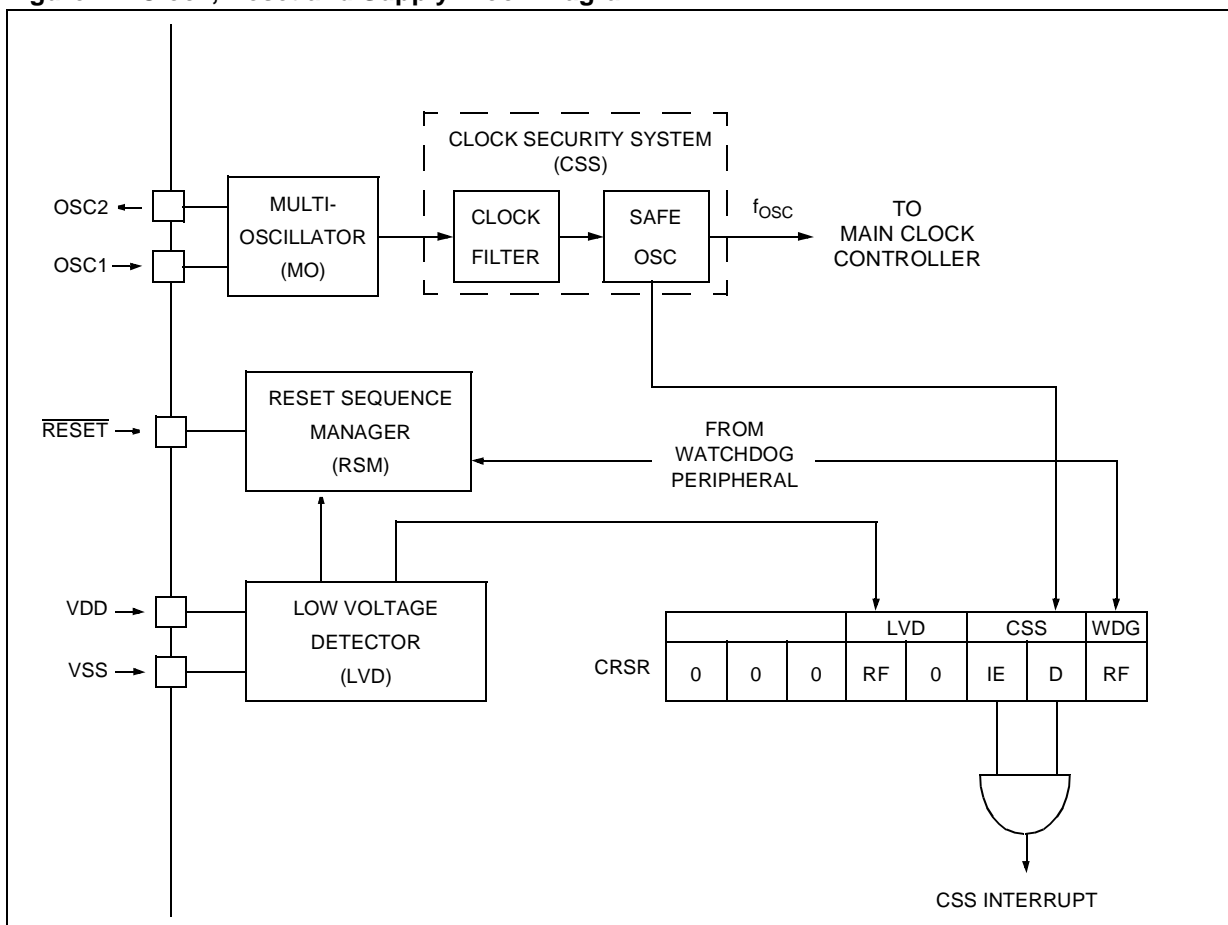 CLOCK SECURITY SYSTEM
(CSS)
OSC2
OSC1
MULTI-
OSCILLATOR
(MO)
CLOCK
FILTER
SAFE
OSC
fOSC
TO
MAIN CLOCK
CONTROLLER
RESET
RESET SEQUENCE
MANAGER
(RSM)
FROM
WATCHDOG
PERIPHERAL
VDD
VSS
LOW VOLTAGE
DETECTOR
(LVD)
LVD CSS WDG
CRSR 0 0 0 RF 0 IE D RF
CSS INTERRUPT